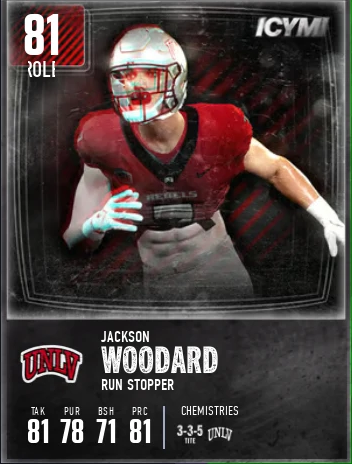 81
ROLB
ICYMI
REBELS
UNLV
JACKSON
WOODARD
RUN STOPPER
TAK PUR BSH PRC
81 78 71 81
CHEMISTRIES
3-3-5
TITE
UNLV